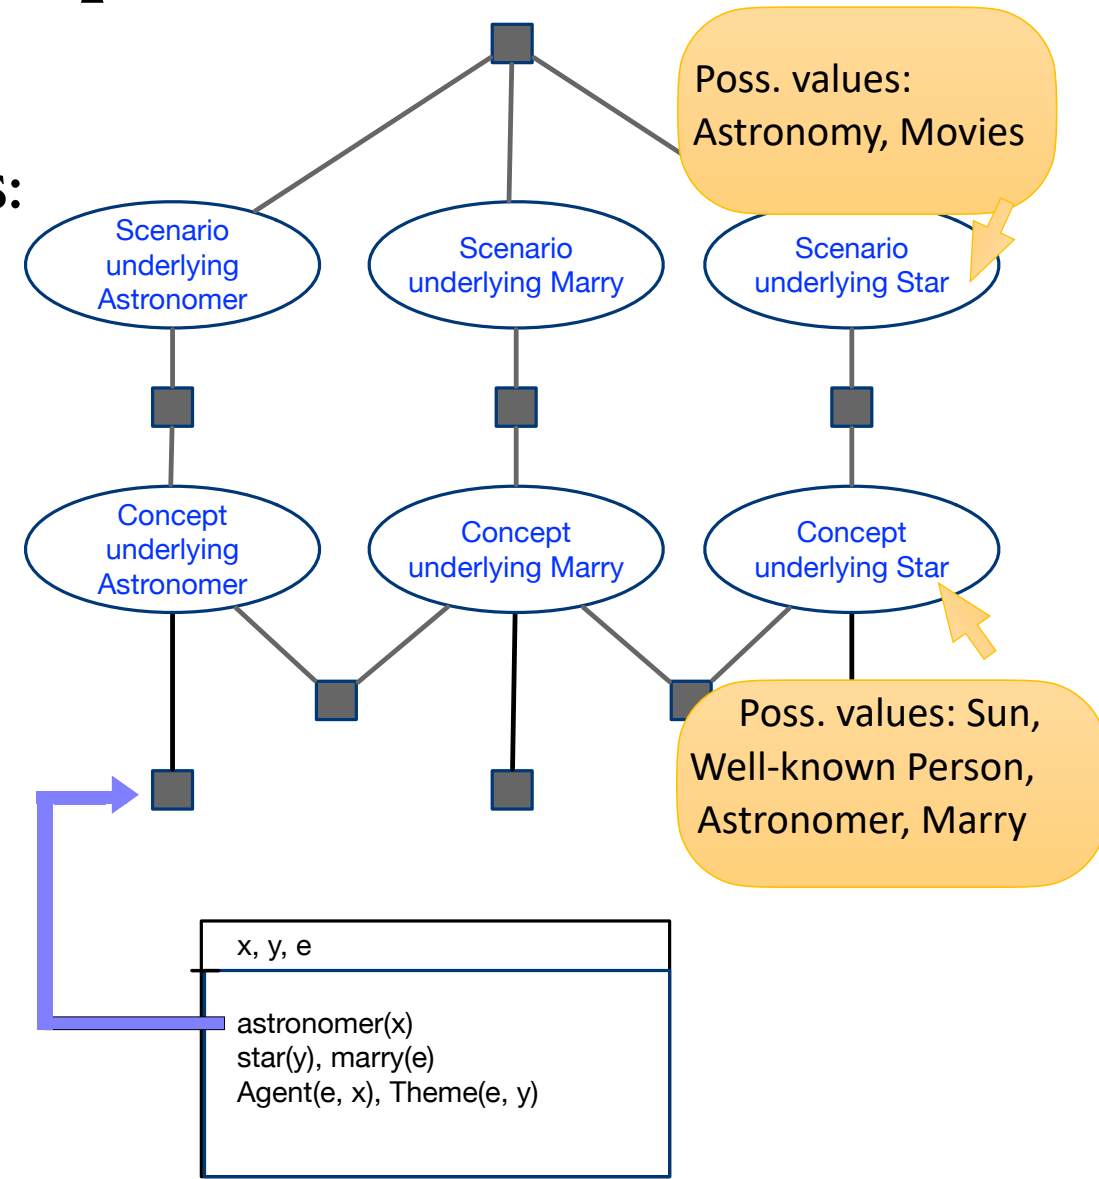 Poss. values:
Astronomy, Movies
s:
Scenario
underlying
Astronomer
Scenario
underlying Marry
Scenario
underlying Star
Concept
underlying
Astronomer
Concept
underlying Marry
Concept
underlying Star
Poss. values: Sun,
Well-known Person,
Astronomer, Marry
x, y, e
astronomer(x)
star(y), marry(e)
Agent(e, x), Theme(e, y)